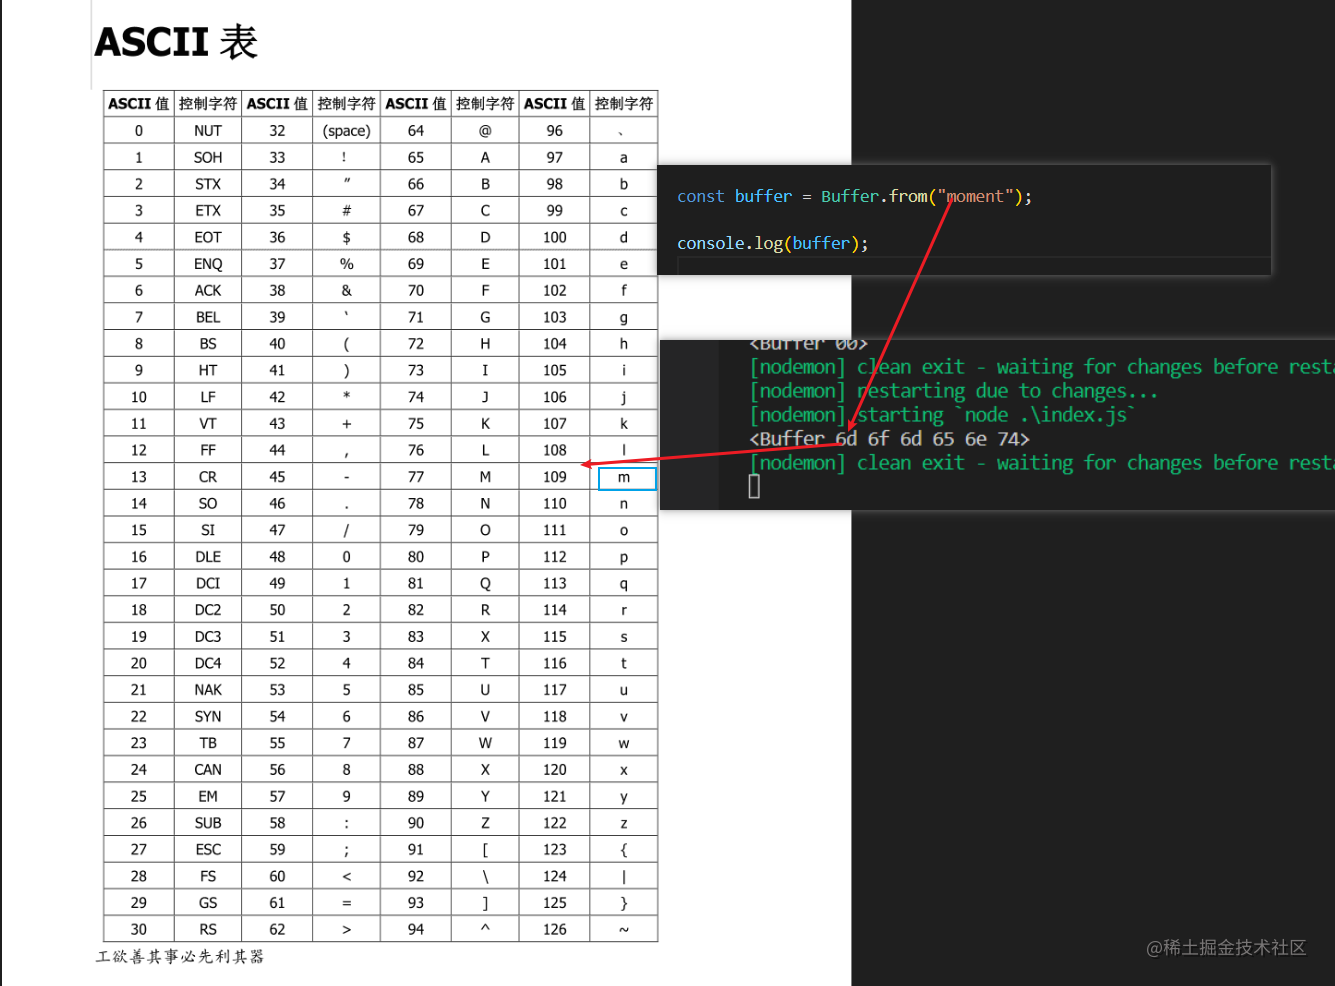 ASCII 表
ASCII 值 控制字符 ASCII 值 控制字符 ASCII 值 控制字符 ASCII 值 控制字符
0 NUT 32 (space) 64 @ 96 、
1 SOH 33 ! 65 A 97 a
2 STX 34 ” 66 B 98 b
3 ETX 35 # 67 C 99 c
4 EOT 36 $ 68 D 100 d
5 ENQ 37 % 69 E 101 e
6 ACK 38 & 70 F 102 f
7 BEL 39 ‵ 71 G 103 g
8 BS 40 ( 72 H 104 h
9 HT 41 ) 73 I 105 i
10 LF 42 * 74 J 106 j
11 VT 43 + 75 K 107 k
12 FF 44 , 76 L 108 l
13 CR 45 - 77 M 109 m
14 SO 46 . 78 N 110 n
15 SI 47 / 79 O 111 o
16 DLE 48 0 80 P 112 p
17 DCI 49 1 81 Q 113 q
18 DC2 50 2 82 R 114 r
19 DC3 51 3 83 X 115 s
20 DC4 52 4 84 T 116 t
21 NAK 53 5 85 U 117 u
22 SYN 54 6 86 V 118 v
23 TB 55 7 87 W 119 w
24 CAN 56 8 88 X 120 x
25 EM 57 9 89 Y 121 y
26 SUB 58 : 90 Z 122 z
27 ESC 59 ; 91 [ 123 {
28 FS 60 < 92 \ 124 |
29 GS 61 = 93 ] 125 }
30 RS 62 > 94 ^ 126 ~
工欲善其事必先利其器
const buffer = Buffer.from("moment");
console.log(buffer);
<Buffer 00>
[nodemon] clean exit - waiting for changes before resta
[nodemon] restarting due to changes...
[nodemon] starting `node .\index.js`
<Buffer 6d 6f 6d 65 6e 74>
[nodemon] clean exit - waiting for changes before resta
@稀土掘金技术社区